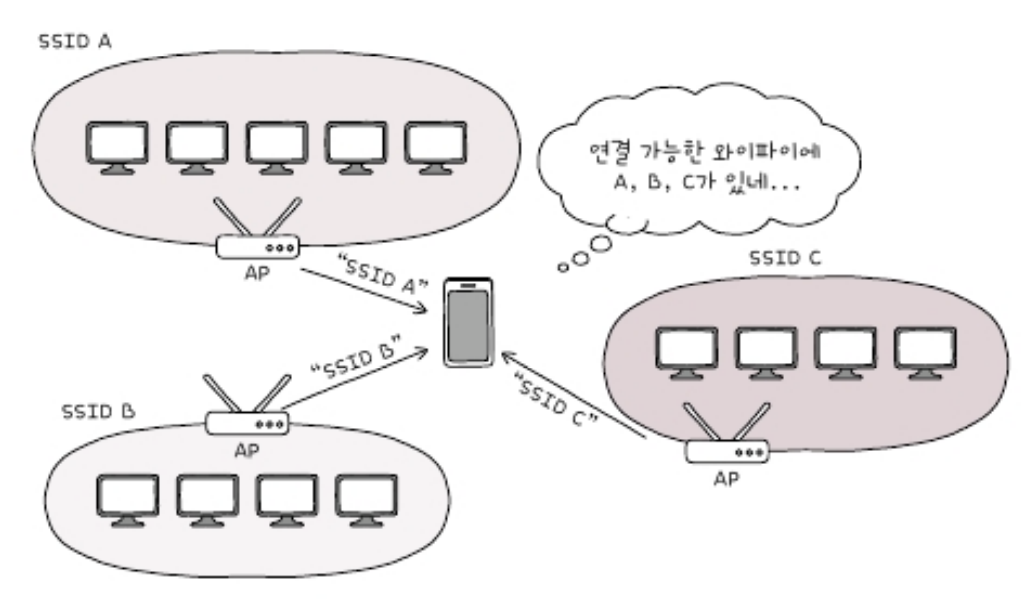 SSID A
연결 가능한 와이파이에
A, B, C가 있네...
AP
SSID C
“SSID A”
“SSID B”
“SSID C”
SSID B
AP
AP